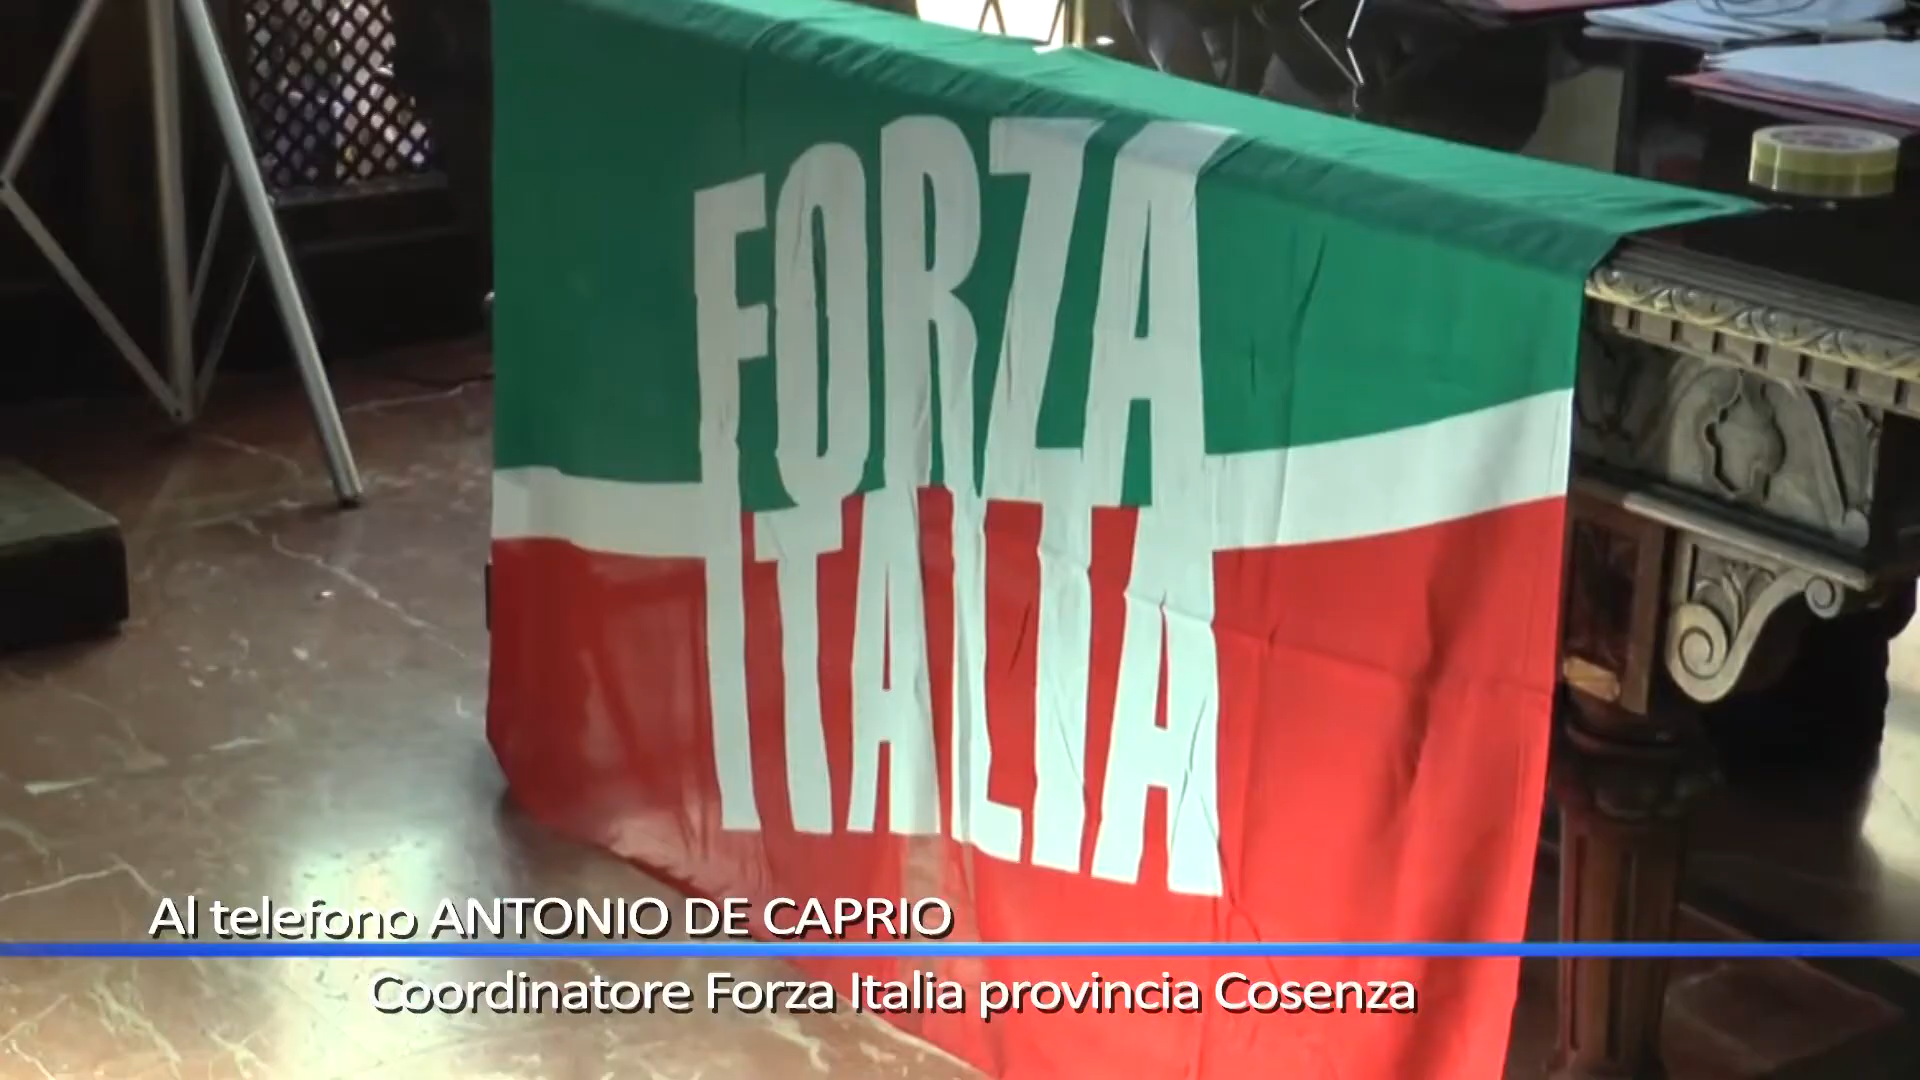 FORZA
ITALIA
Al telefono ANTONIO DE CAPRIO
Coordinatore Forza Italia provincia Cosenza